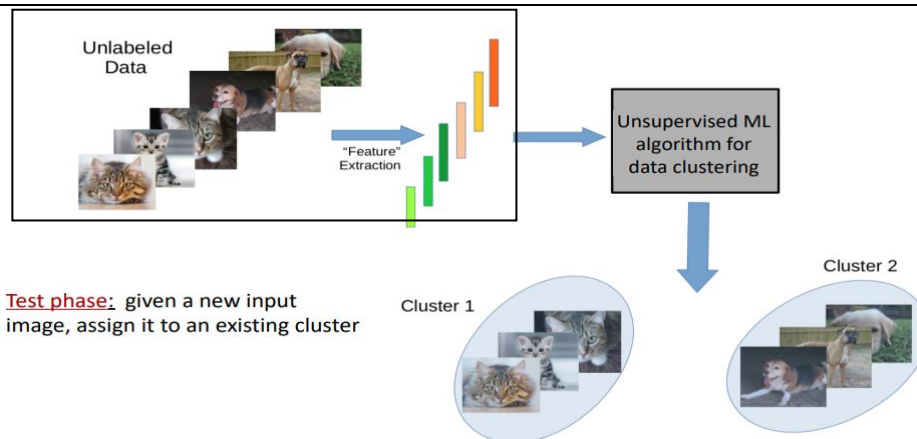 Unlabeled
Data
“Feature”
Extraction
Unsupervised ML
algorithm for
data clustering
Cluster 2
Cluster 1
Test phase: given a new input
image, assign it to an existing cluster